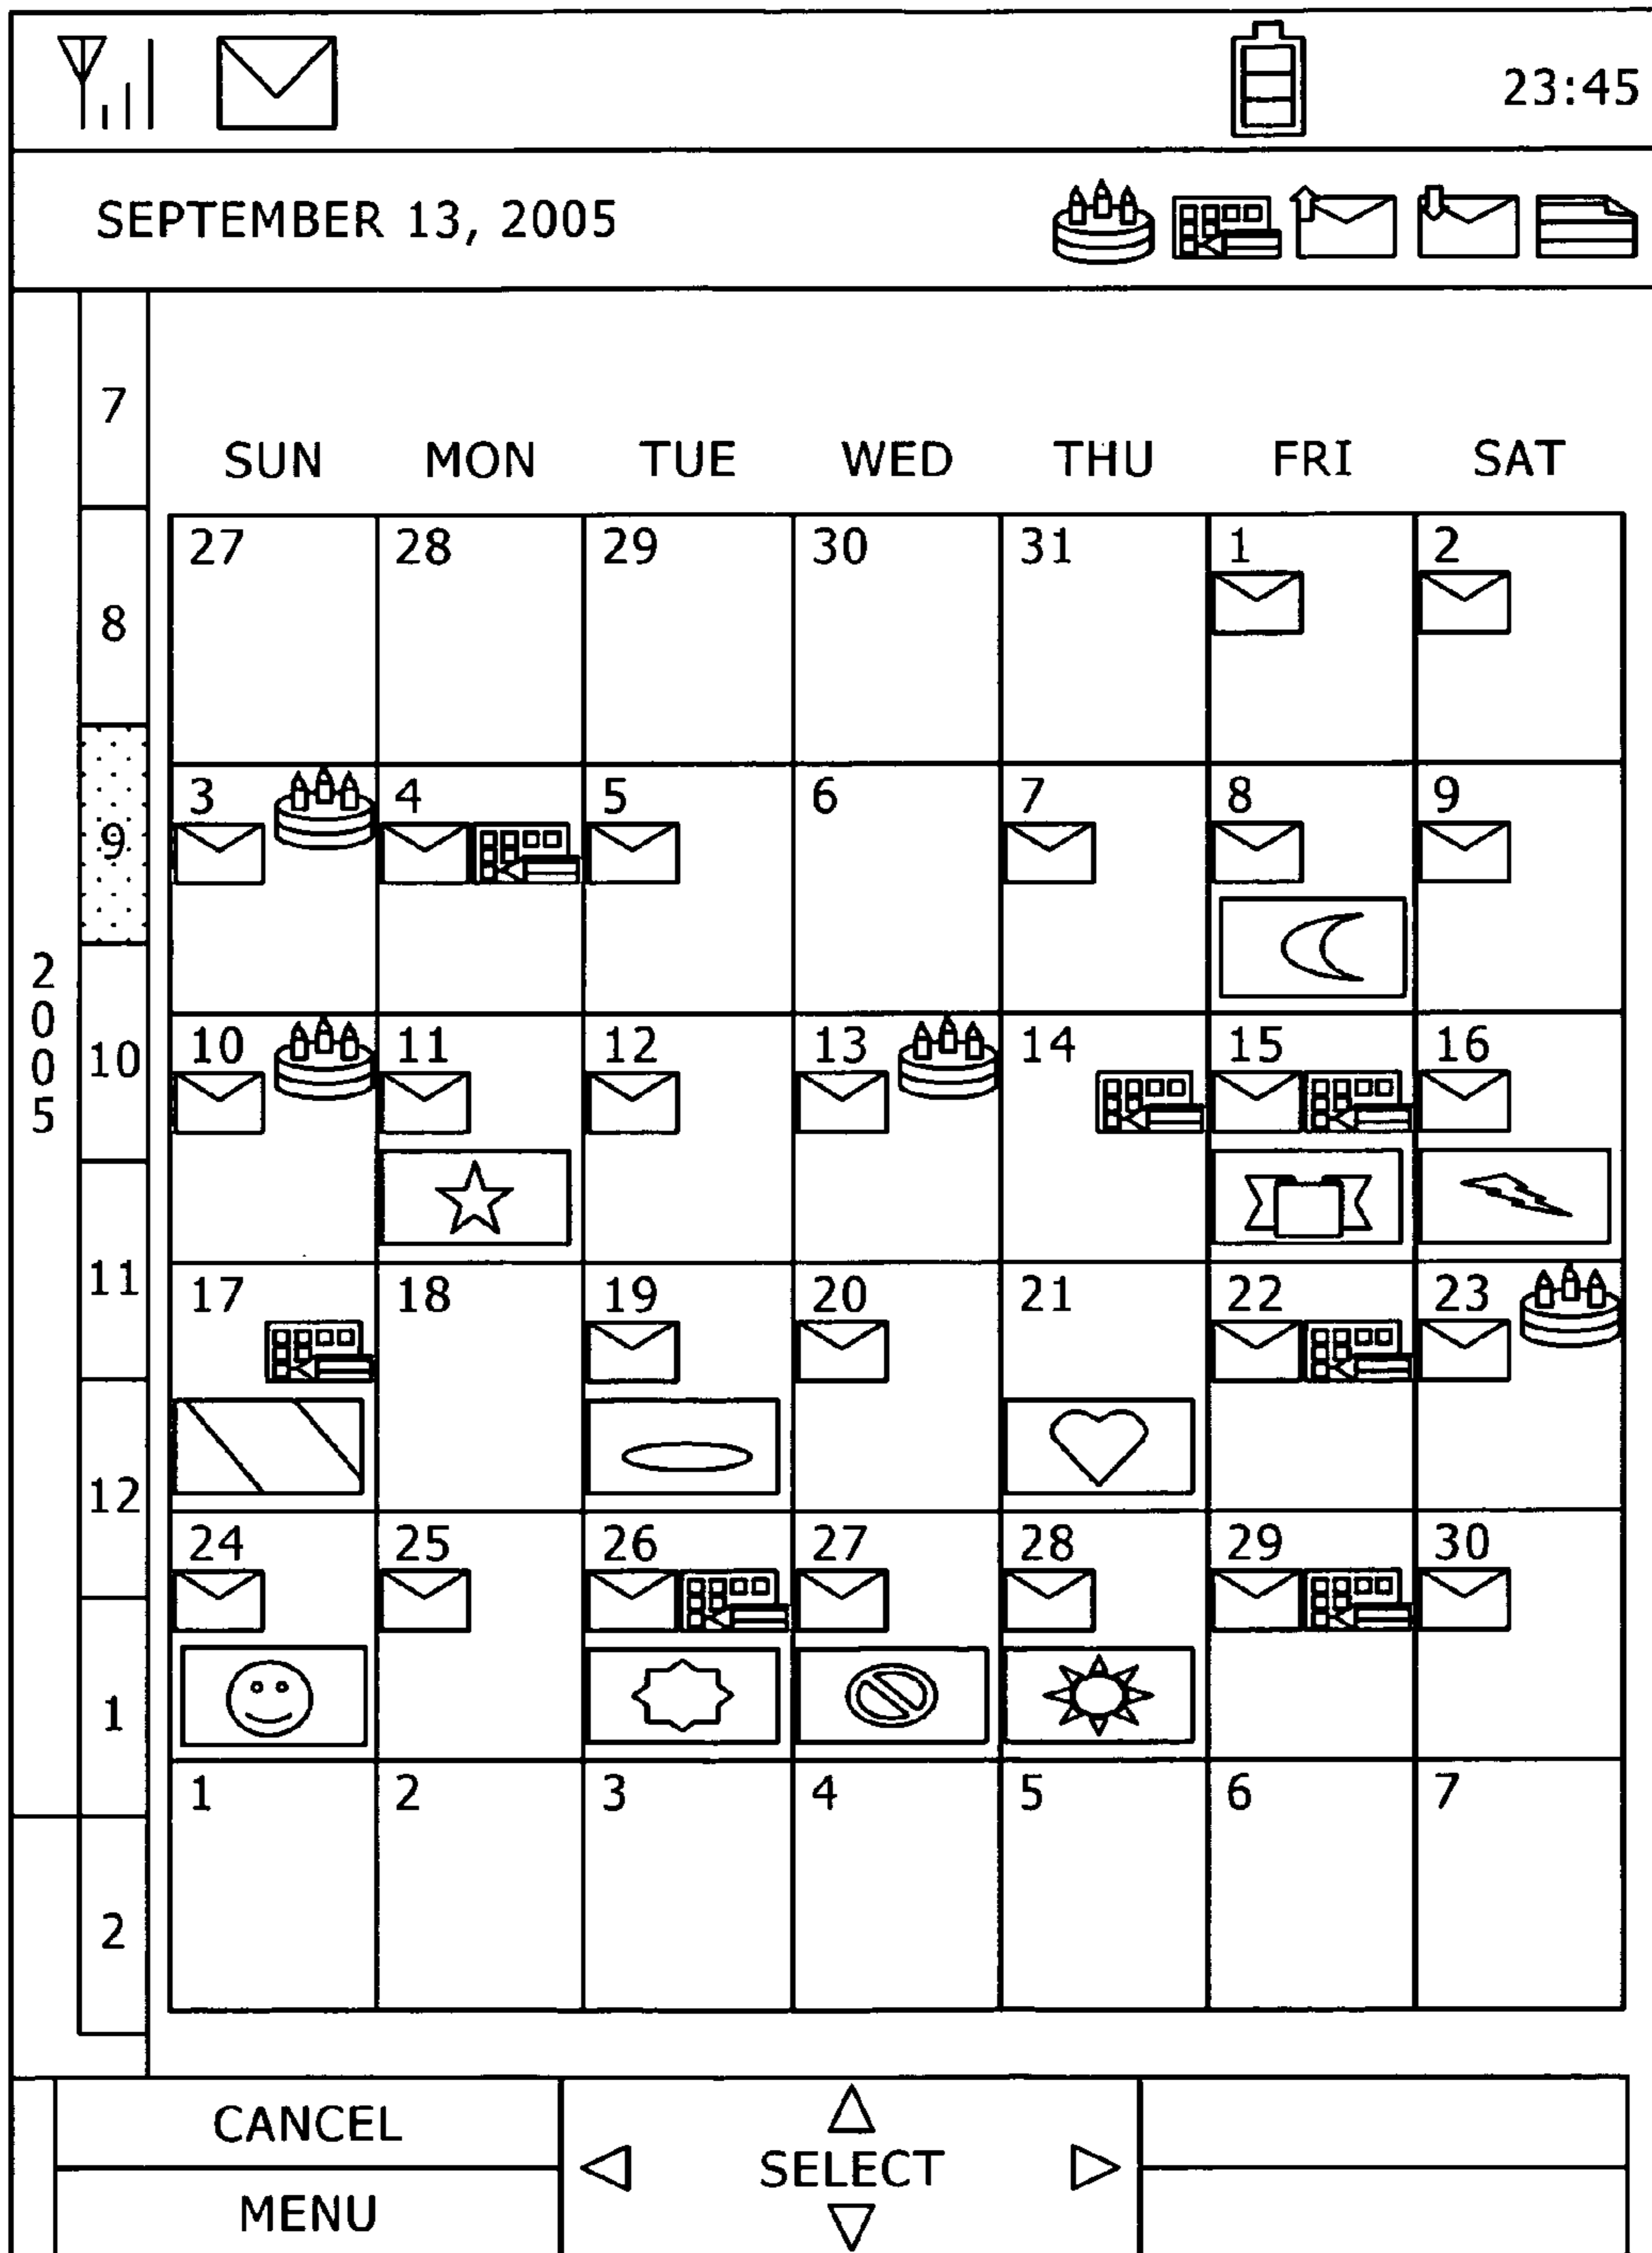 23:45
SEPTEMBER 13, 2005
2005
7
8
9
10
11
12
1
2
SUN MON TUE WED THU FRI SAT
27 28 29 30 31 1 2
3 4 5 6 7 8 9
10 11 12 13 14 15 16
17 18 19 20 21 22 23
24 25 26 27 28 29 30
1 2 3 4 5 6 7
CANCEL
SELECT
MENU